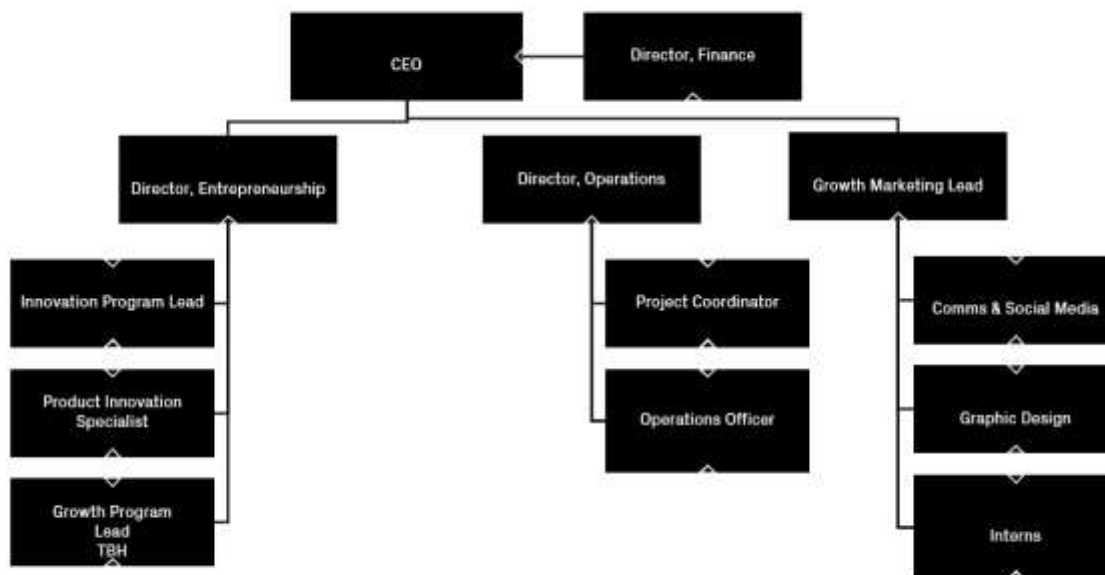 CEO
Director, Finance
Director, Entrepreneurship
Director, Operations
Growth Marketing Lead
Innovation Program Lead
Project Coordinator
Comms & Social Media
Product Innovation
Specialist
Operations Officer
Graphic Design
Growth Program
Lead
TBH
Interns